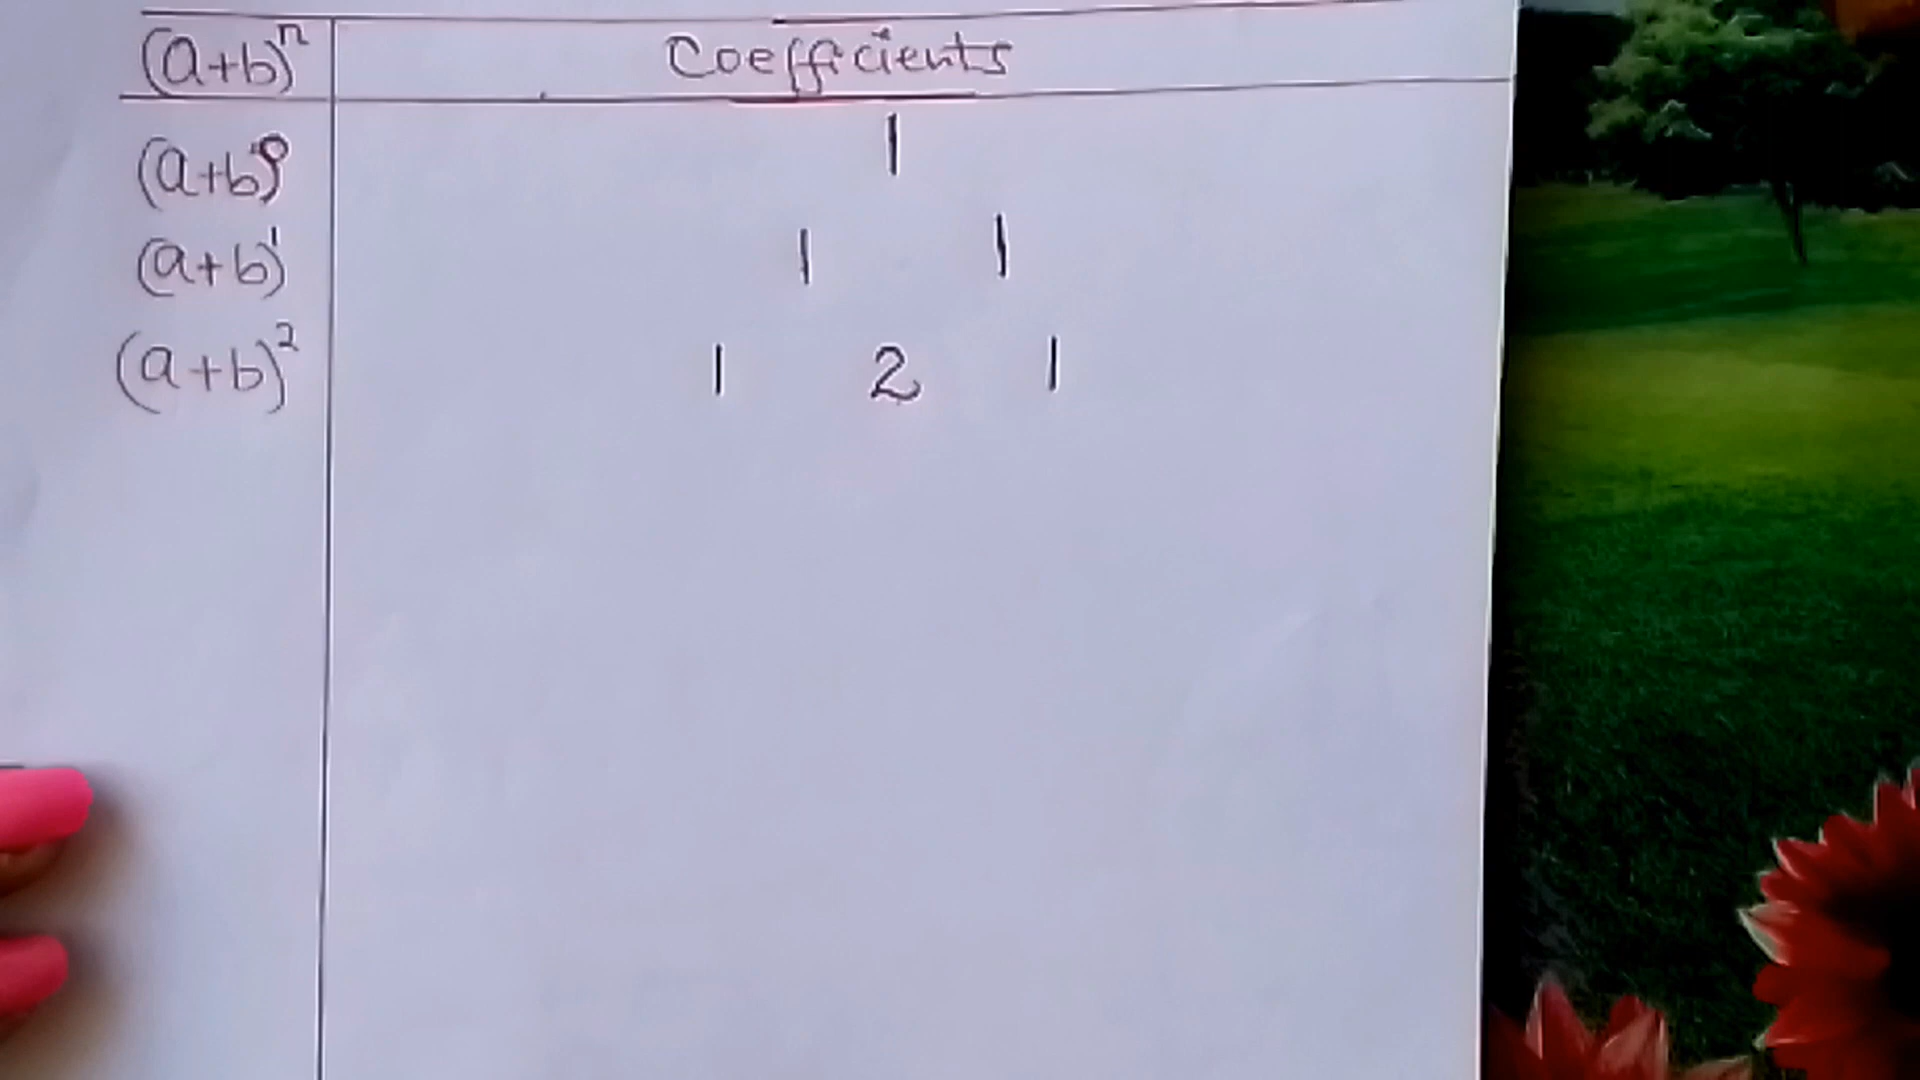 (a+b)ⁿ Coefficients
(a+b)⁰ 1
(a+b)¹ 1 1
(a+b)² 1 2 1